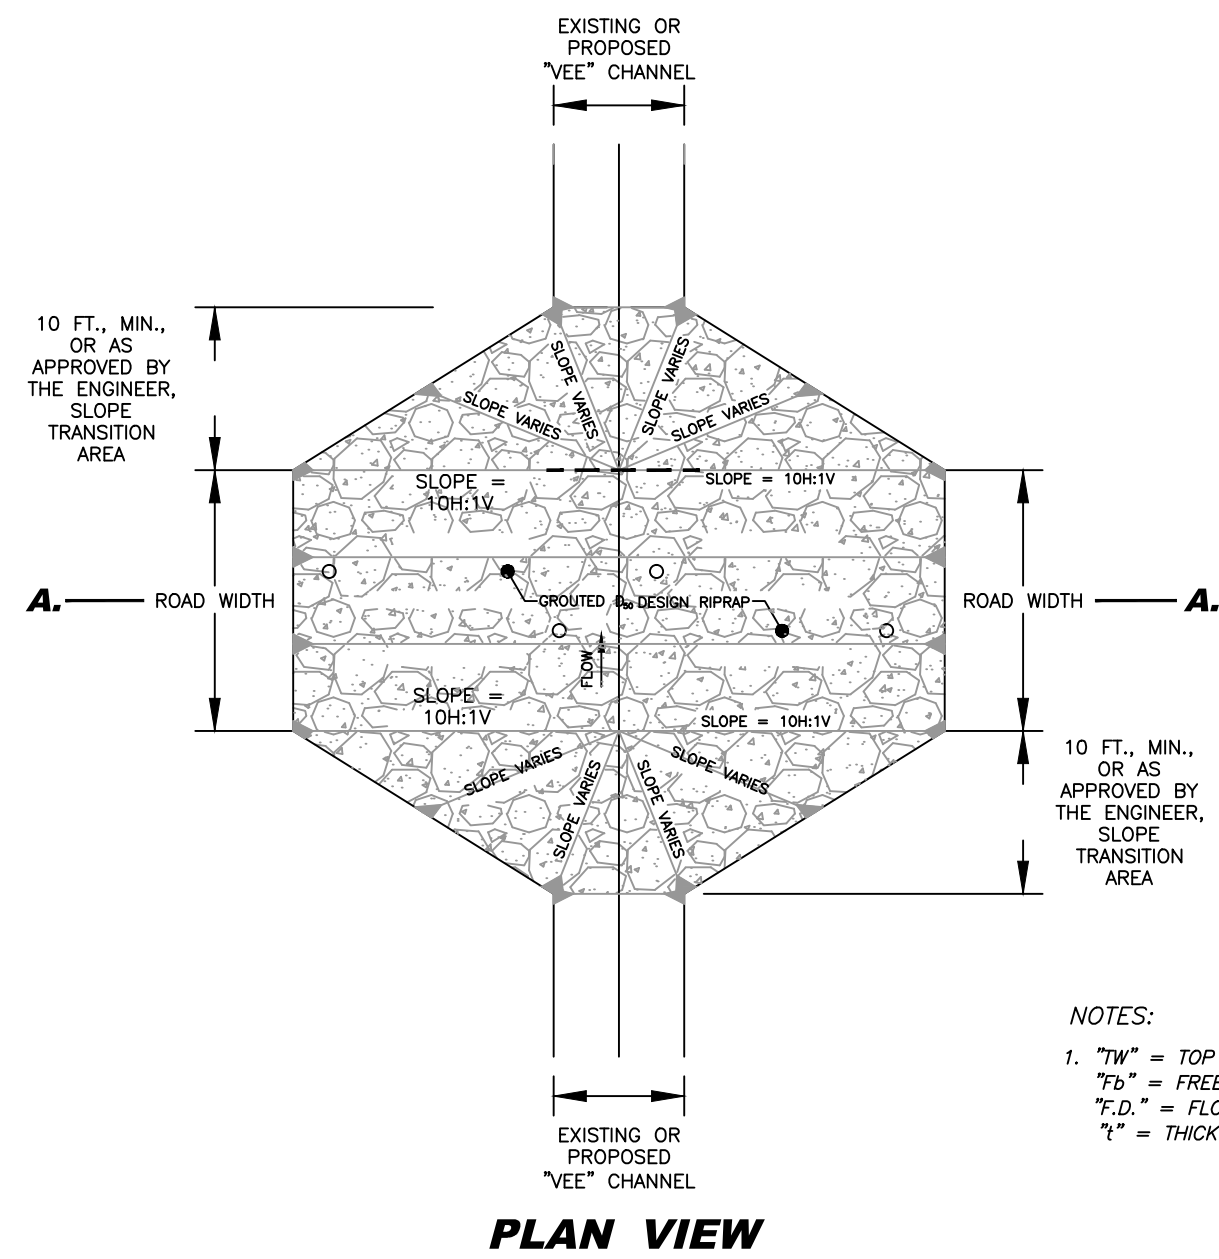 EXISTING OR
PROPOSED
"VEE" CHANNEL
10 FT., MIN.,
OR AS
APPROVED BY
THE ENGINEER,
SLOPE
TRANSITION
AREA
SLOPE VARIES
SLOPE VARIES
SLOPE VARIES
SLOPE VARIES
SLOPE =
10H:1V
SLOPE = 10H:1V
A.
ROAD WIDTH
GROUTED D50 DESIGN RIPRAP
ROAD WIDTH
A.
FLOW
SLOPE =
10H:1V
SLOPE = 10H:1V
SLOPE VARIES
SLOPE VARIES
SLOPE VARIES
SLOPE VARIES
10 FT., MIN.,
OR AS
APPROVED BY
THE ENGINEER,
SLOPE
TRANSITION
AREA
NOTES:
1. "TW" = TOP
"Fb" =
"F.D." =
"t" =
EXISTING OR
PROPOSED
"VEE" CHANNEL
PLAN VIEW